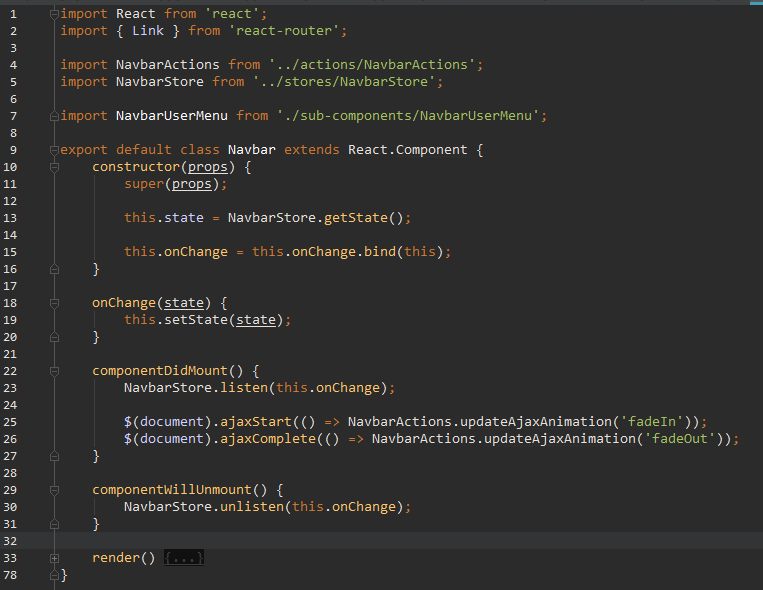 1 import React from 'react';
2 import { Link } from 'react-router';
3
4 import NavbarActions from '../actions/NavbarActions';
5 import NavbarStore from '../stores/NavbarStore';
6
7 import NavbarUserMenu from './sub-components/NavbarUserMenu';
8
9 export default class Navbar extends React.Component {
10     constructor(props) {
11         super(props);
12
13         this.state = NavbarStore.getState();
14
15         this.onChange = this.onChange.bind(this);
16     }
17
18     onChange(state) {
19         this.setState(state);
20     }
21
22     componentDidMount() {
23         NavbarStore.listen(this.onChange);
24
25         $(document).ajaxStart(() => NavbarActions.updateAjaxAnimation('fadeIn'));
26         $(document).ajaxComplete(() => NavbarActions.updateAjaxAnimation('fadeOut'));
27     }
28
29     componentWillUnmount() {
30         NavbarStore.unlisten(this.onChange);
31     }
32
33     render() {...}
78 }